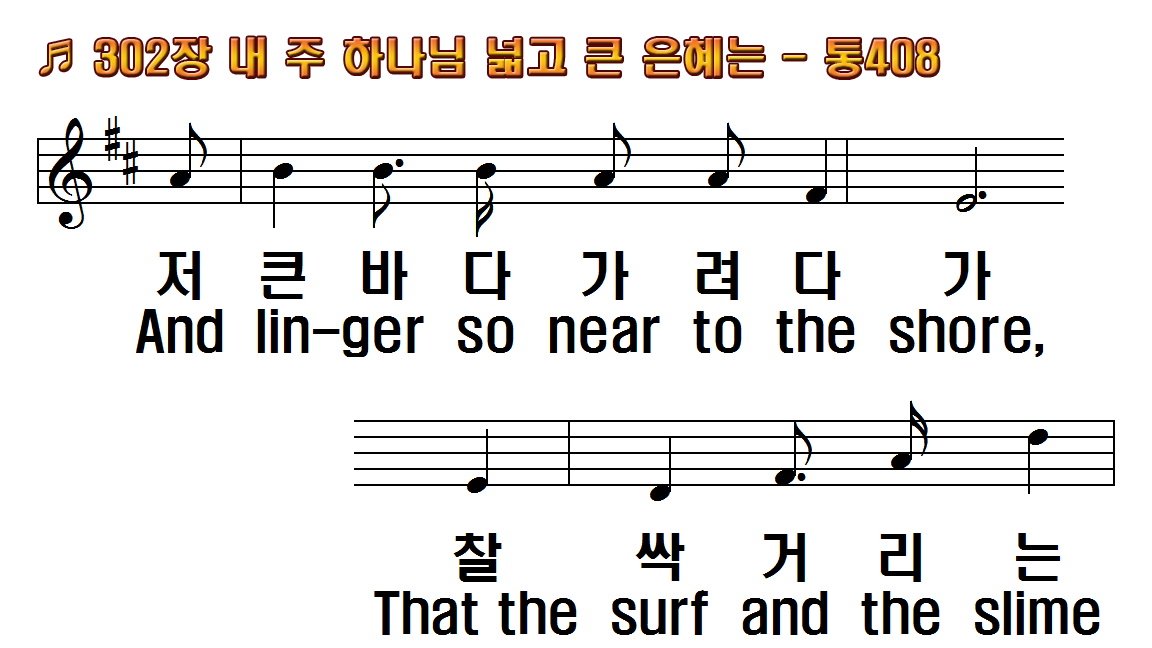 ♬ 302장 내 주 하나님 넓고 큰 은혜는 - 통408
저 큰 바 다 가 려 다 가
And lin-ger so near to the shore,
찰 싹 거 리 는
That the surf and the slime